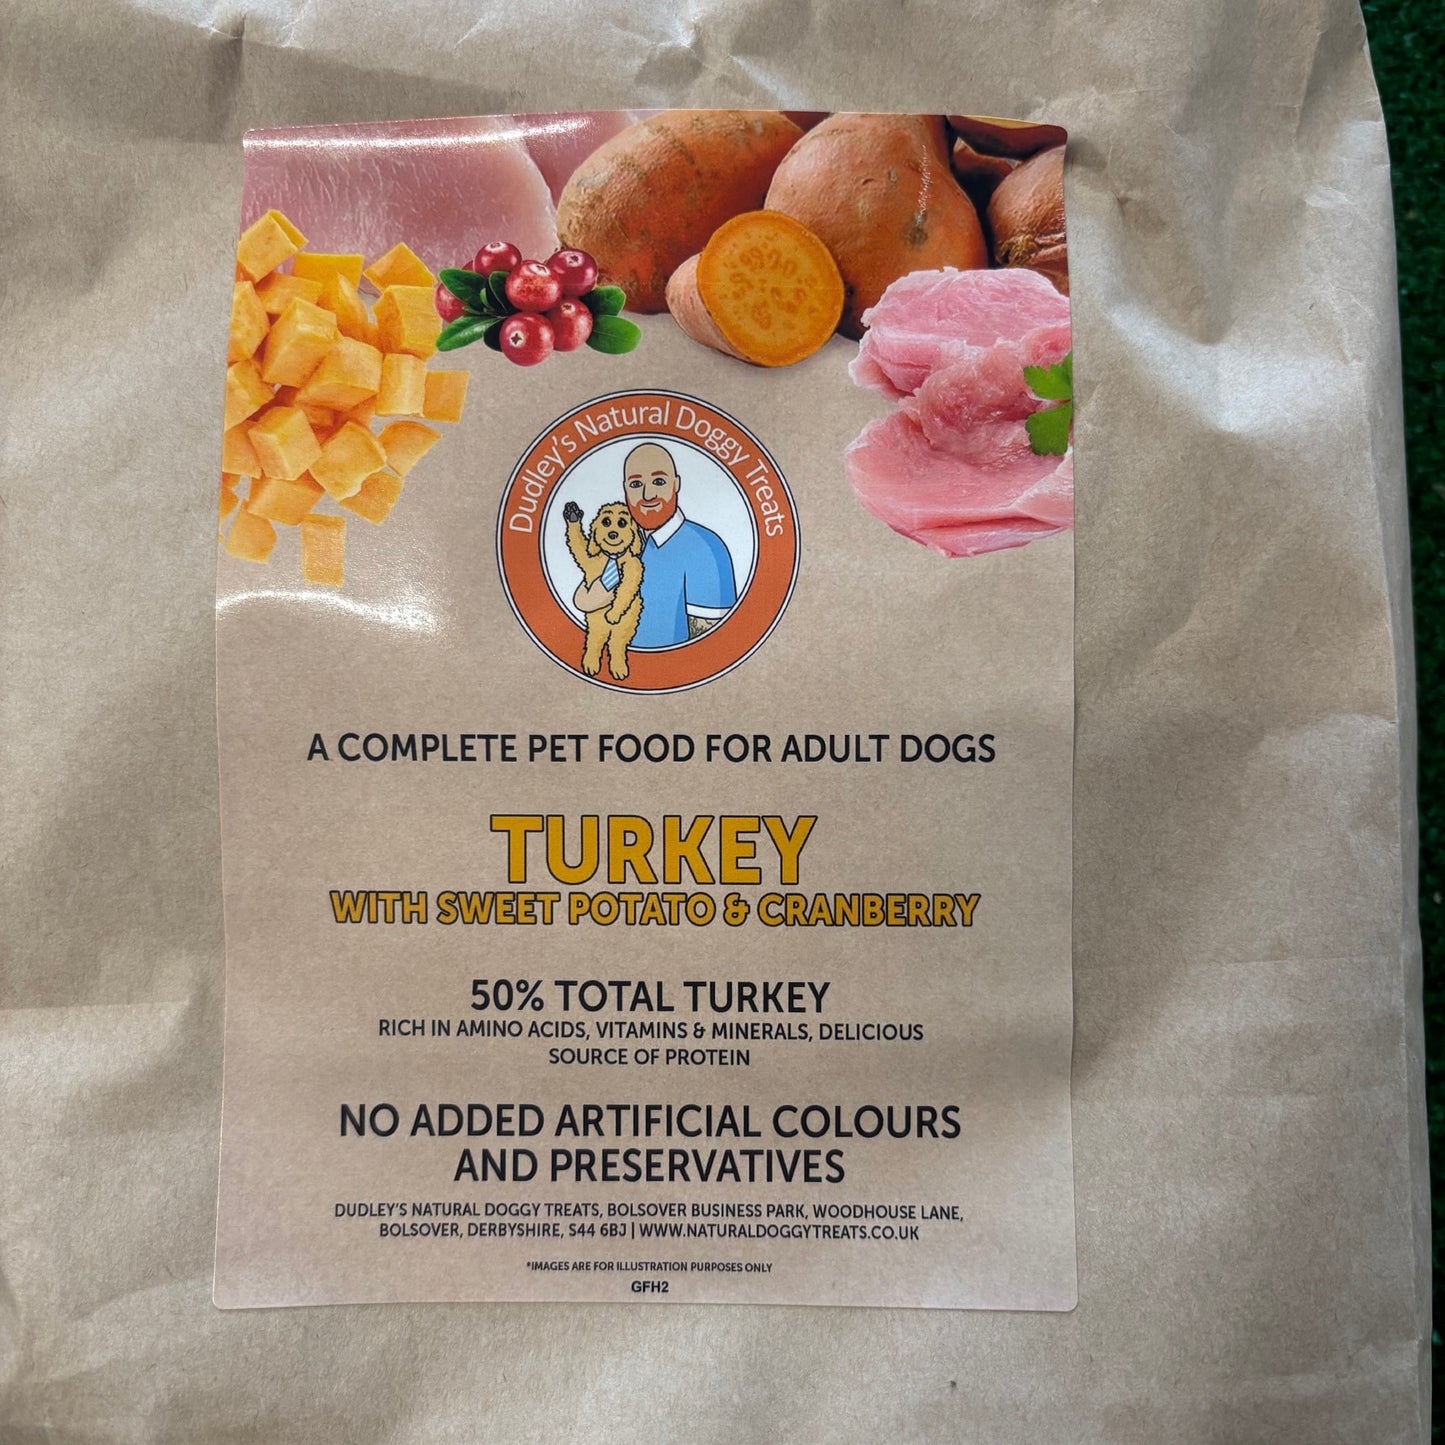 Dudley's Natural Doggy Treats
A COMPLETE PET FOOD FOR ADULT DOGS
TURKEY
WITH SWEET POTATO & CRANBERRY
50% TOTAL TURKEY
RICH IN AMINO ACIDS, VITAMINS & MINERALS, DELICIOUS
SOURCE OF PROTEIN
NO ADDED ARTIFICIAL COLOURS
AND PRESERVATIVES
DUDLEY'S NATURAL DOGGY TREATS, BOLSOVER BUSINESS PARK, WOODHOUSE LANE,
BOLSOVER, DERBYSHIRE, S44 6BJ | WWW.NATURALDOGGYTREATS.CO.UK
*IMAGES ARE FOR ILLUSTRATION PURPOSES ONLY
GFH2